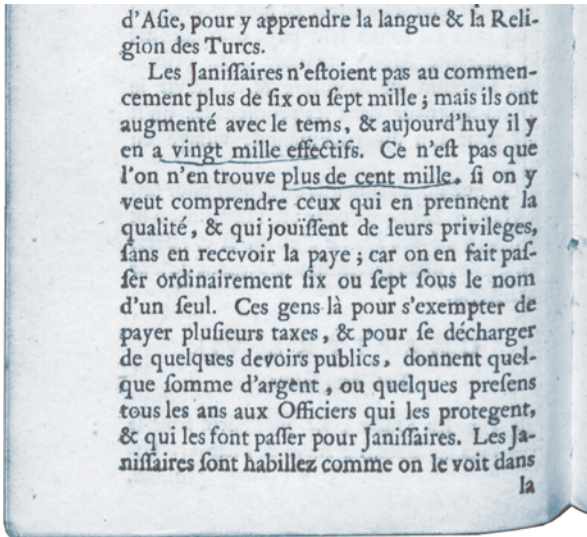 d'Aſie, pour y apprendre la langue & la Reli-
gion des Turcs.
Les Janiſſaires n'eſtoient pas au commen-
cement plus de ſix ou ſept mille ; mais ils ont
augmenté avec le tems, & aujourd'huy il y
en a vingt mille effectifs. Ce n'eſt pas que
l'on n'en trouve plus de cent mille, ſi on y
veut comprendre ceux qui en prennent la
qualité, & qui jouïſſent de leurs privileges,
ſans en recevoir la paye ; car on en fait paſ-
ſer ordinairement ſix ou ſept ſous le nom
d'un ſeul. Ces gens-là pour s'exempter de
payer pluſieurs taxes, & pour ſe décharger
de quelques devoirs publics, donnent quel-
que ſomme d'argent, ou quelques preſens
tous les ans aux Officiers qui les protegent,
& qui les font paſſer pour Janiſſaires. Les Ja-
niſſaires ſont habillez comme on le voit dans
la